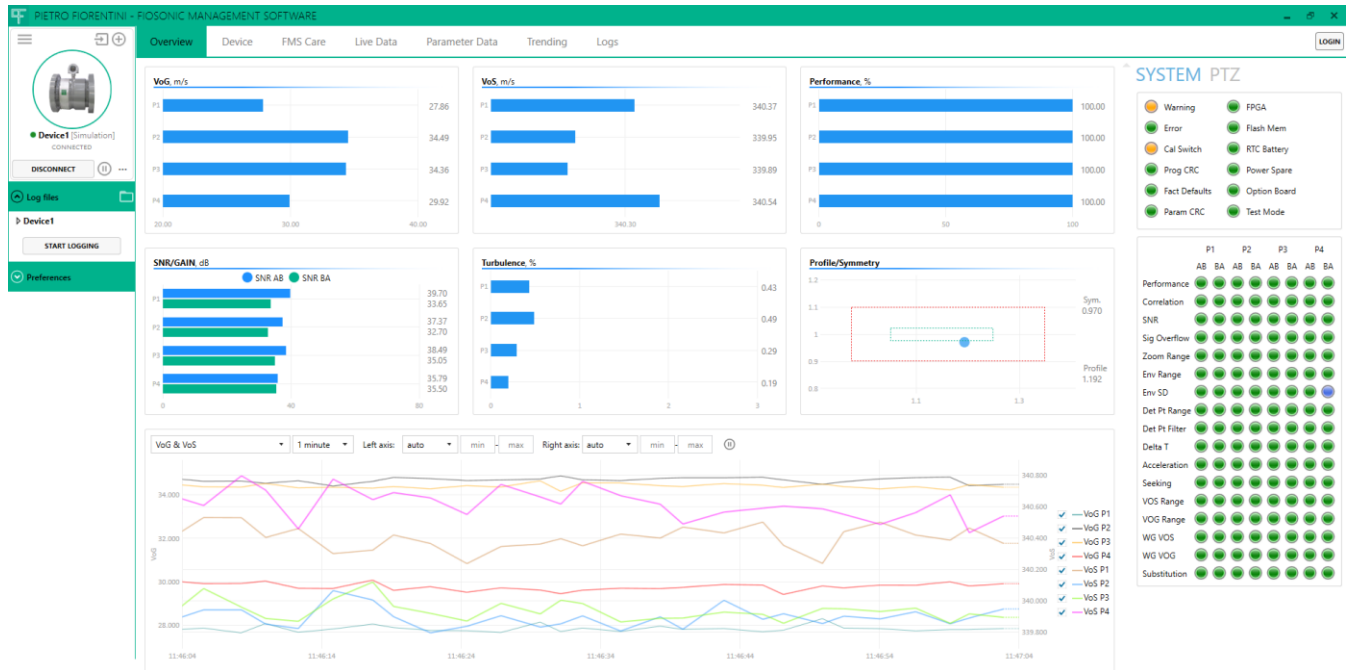 PIETRO FIORENTINI - FIOSONIC MANAGEMENT SOFTWARE
Overview Device FMS Care Live Data Parameter Data Trending Logs LOGIN
Device1 [Simulation]
CONNECTED
DISCONNECT
Log files
Device1
START LOGGING
Preferences
VoG, m/s
P1 27.86
P2 34.49
P3 34.36
P4 29.92
20.00 30.00 40.00
VoS, m/s
P1 340.37
P2 339.95
P3 339.89
P4 340.54
340.30
Performance, %
P1 100.00
P2 100.00
P3 100.00
P4 100.00
0 50 100
SNR/GAIN, dB
SNR AB SNR BA
P1 39.70
33.65
P2 37.37
32.70
P3 38.49
35.05
P4 35.79
35.50
0 40 80
Turbulence, %
P1 0.43
P2 0.49
P3 0.29
P4 0.19
0 1 2 3
Profile/Symmetry
1.2
1.1
1
0.9
0.8
1.1 1.3
Sym.
0.970
Profile
1.192
VoG & VoS 1 minute Left axis: auto min - max Right axis: auto min - max
34.000
32.000
30.000
28.000
VoG
340.800
340.600
340.400
340.200
340.000
339.800
VoS
11:46:04 11:46:14 11:46:24 11:46:34 11:46:44 11:46:54 11:47:04
VoG P1
VoG P2
VoG P3
VoG P4
VoS P1
VoS P2
VoS P3
VoS P4
SYSTEM PTZ
Warning FPGA
Error Flash Mem
Cal Switch RTC Battery
Prog CRC Power Spare
Fact Defaults Option Board
Param CRC Test Mode
P1 P2 P3 P4
AB BA AB BA AB BA AB BA
Performance
Correlation
SNR
Sig Overflow
Zoom Range
Env Range
Env SD
Det Pt Range
Det Pt Filter
Delta T
Acceleration
Seeking
VOS Range
VOG Range
WG VOS
WG VOG
Substitution